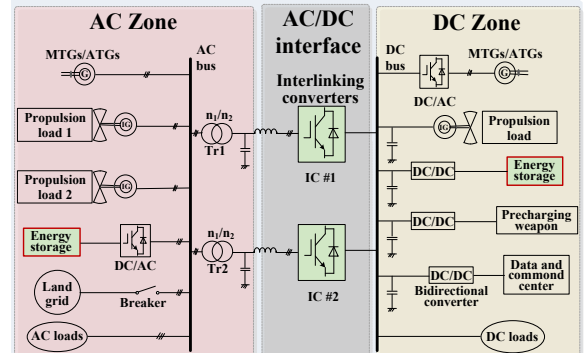 AC Zone
AC/DC
interface
DC Zone
MTGs/ATGs
G
AC
bus
Propulsion
load 1
IG
n1/n2
Tr1
Propulsion
load 2
IG
Energy
storage
DC/AC
n1/n2
Tr2
Land
grid
Breaker
AC loads
Interlinking
converters
IC #1
IC #2
DC
bus
MTGs/ATGs
G
DC/AC
IG
Propulsion
load
DC/DC
Energy
storage
DC/DC
Precharging
weapon
DC/DC
Bidirectional
converter
Data and
commond
center
DC loads